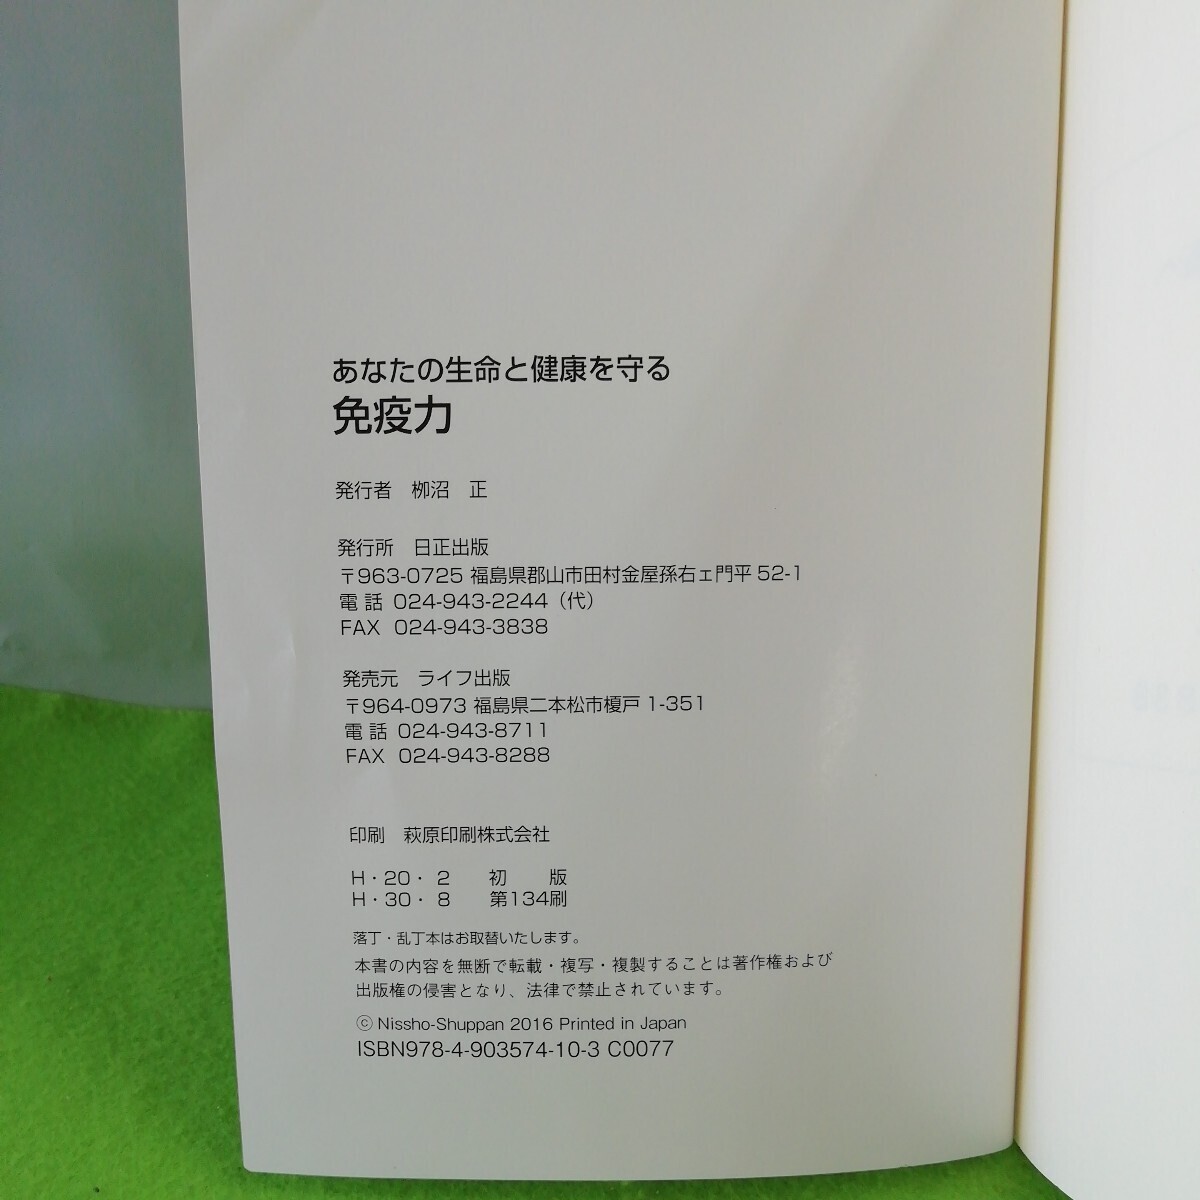 あなたの生命と健康を守る
免疫力
発行者 栁沼 正
発行所 日正出版
〒963-0725 福島県郡山市田村金屋孫右ェ門平 52-1
電 話 024-943-2244（代）
FAX 024-943-3838
発売元 ライフ出版
〒964-0973 福島県二本松市榎戸 1-351
電 話 024-943-8711
FAX 024-943-8288
印刷 萩原印刷株式会社
H・20・ 2 初 版
H・30・ 8 第134刷
落丁・乱丁本はお取替いたします。
本書の内容を無断で転載・複写・複製することは著作権および
出版権の侵害となり、法律で禁止されています。
© Nissho-Shuppan 2016 Printed in Japan
ISBN978-4-903574-10-3 C0077